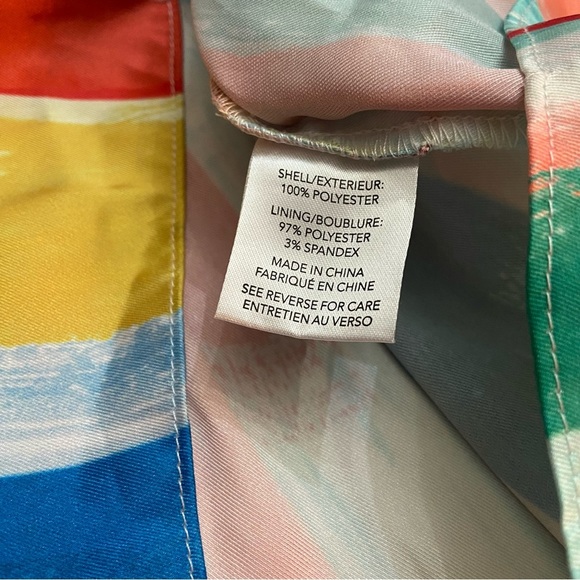 SHELL/EXTERIEUR:
100% POLYESTER
LINING/BOUBLURE:
97% POLYESTER
3% SPANDEX
MADE IN CHINA
FABRIQUÉ EN CHINE
SEE REVERSE FOR CARE
ENTRETIEN AU VERSO